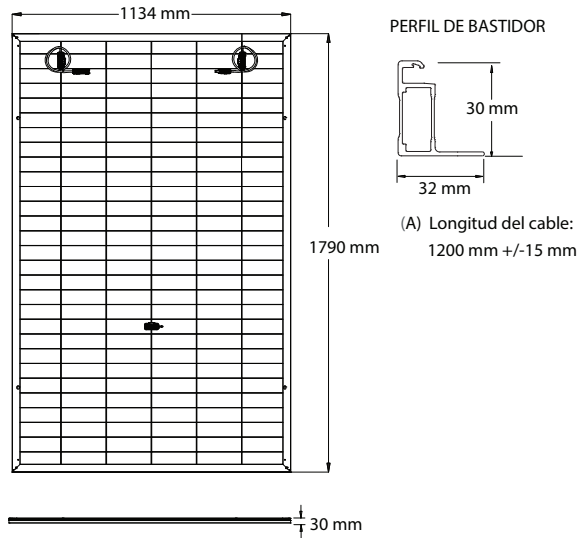 1134 mm
PERFIL DE BASTIDOR
30 mm
32 mm
(A) Longitud del cable:
1200 mm +/-15 mm
1790 mm
30 mm